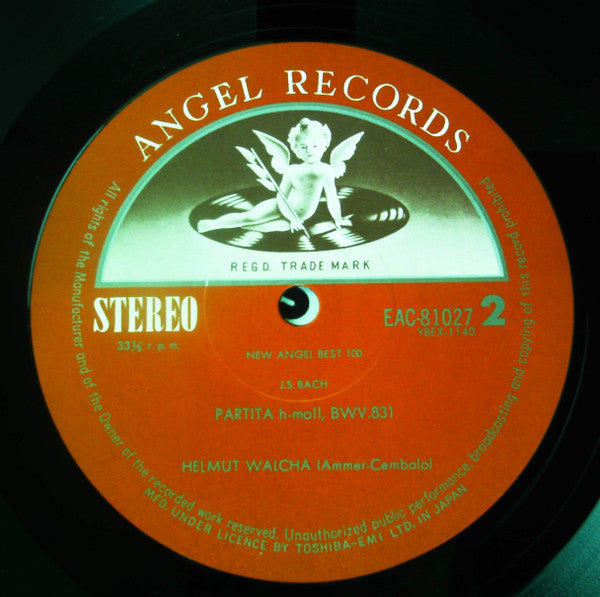 ANGEL RECORDS
REGD. TRADE MARK
STEREO
33⅓ r.p.m.
EAC-81027 2
YBEX-1140
NEW ANGEL BEST 100
J.S. BACH
PARTITA h-moll, BWV.831
HELMUT WALCHA (Ammer-Cembalo)
All rights of the Manufacturer and of the Owner of the recorded work reserved. Unauthorized public performance, broadcasting and copying of this record prohibited
MFD UNDER LICENCE BY TOSHIBA-EMI LTD. IN JAPAN